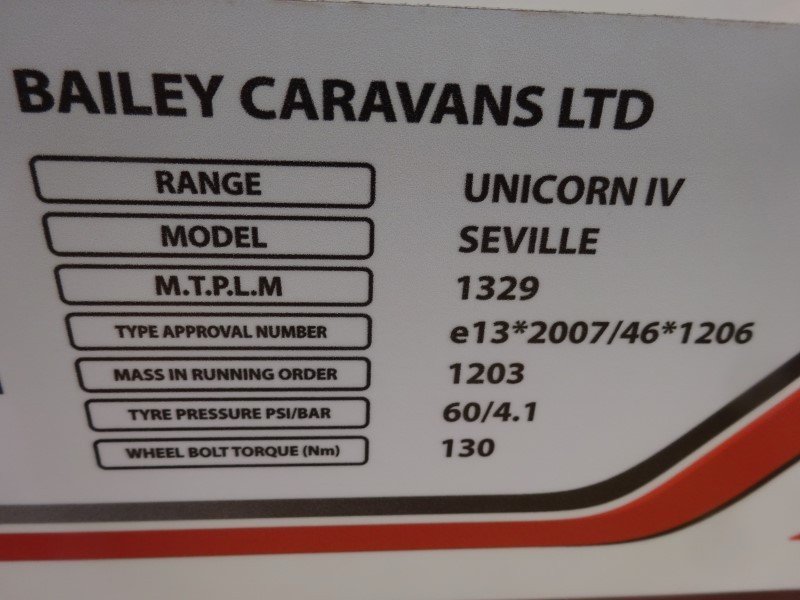 BAILEY CARAVANS LTD
RANGE UNICORN IV
MODEL SEVILLE
M.T.P.L.M 1329
TYPE APPROVAL NUMBER e13*2007/46*1206
MASS IN RUNNING ORDER 1203
TYRE PRESSURE PSI/BAR 60/4.1
WHEEL BOLT TORQUE (Nm) 130